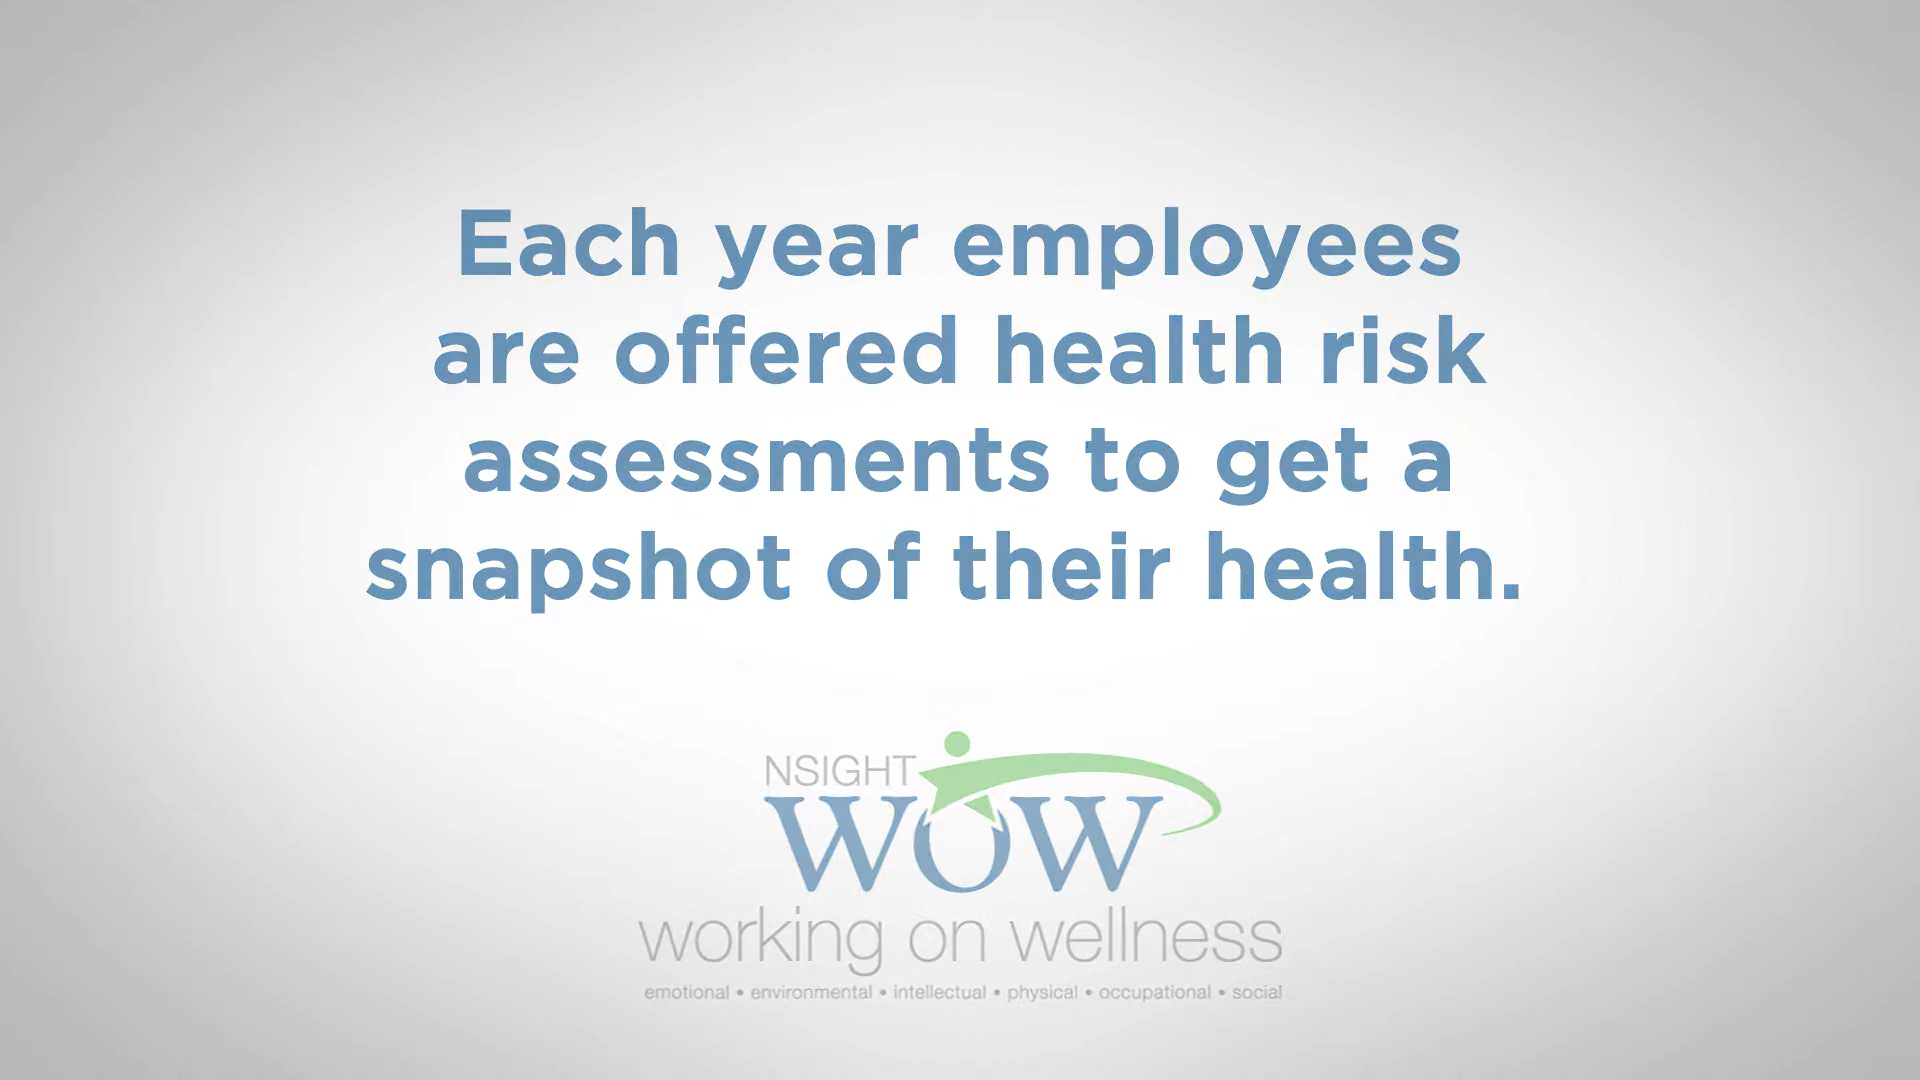 Each year employees
are offered health risk
assessments to get a
snapshot of their health.
NSIGHT
WOW
working on wellness
emotional • environmental • intellectual • physical • occupational • social